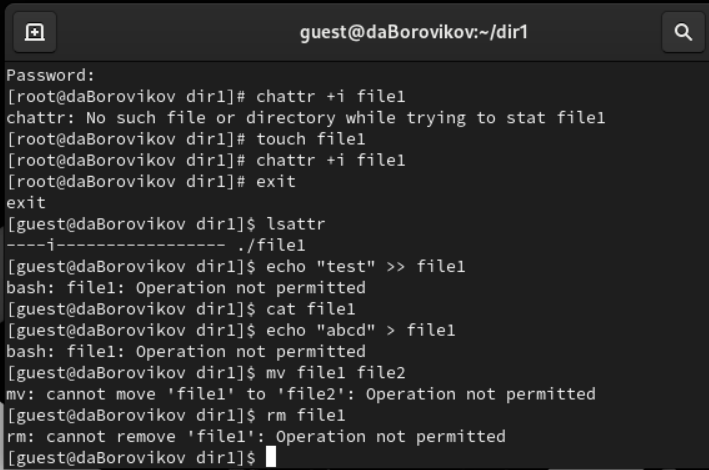 guest@daBorovikov:~/dir1
Password:
[root@daBorovikov dir1]# chattr +i file1
chattr: No such file or directory while trying to stat file1
[root@daBorovikov dir1]# touch file1
[root@daBorovikov dir1]# chattr +i file1
[root@daBorovikov dir1]# exit
exit
[guest@daBorovikov dir1]$ lsattr
----i----------------- ./file1
[guest@daBorovikov dir1]$ echo "test" >> file1
bash: file1: Operation not permitted
[guest@daBorovikov dir1]$ cat file1
[guest@daBorovikov dir1]$ echo "abcd" > file1
bash: file1: Operation not permitted
[guest@daBorovikov dir1]$ mv file1 file2
mv: cannot move 'file1' to 'file2': Operation not permitted
[guest@daBorovikov dir1]$ rm file1
rm: cannot remove 'file1': Operation not permitted
[guest@daBorovikov dir1]$